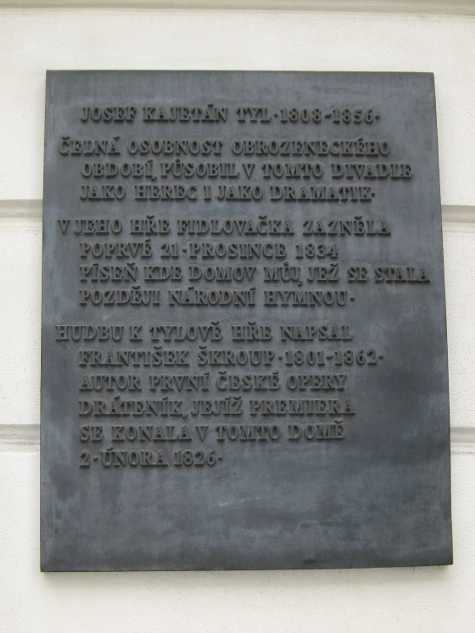 JOSEF KAJETÁN TYL·1808-1856·
ČELNÁ OSOBNOST OBROZENECKÉHO
OBDOBÍ, PŮSOBIL V TOMTO DIVADLE
JAKO HEREC I JAKO DRAMATIK·
V JEHO HŘE FIDLOVAČKA ZAZNĚLA
POPRVÉ 21·PROSINCE 1834
PÍSEŇ KDE DOMOV MŮJ, JEŽ SE STALA
POZDĚJI NÁRODNÍ HYMNOU·
HUDBU K TYLOVĚ HŘE NAPSAL
FRANTIŠEK ŠKROUP·1801-1862·
AUTOR PRVNÍ ČESKÉ OPERY
DRÁTENÍK, JEJÍŽ PREMIERA
SE KONALA V TOMTO DOMĚ
2·ÚNORA 1826·